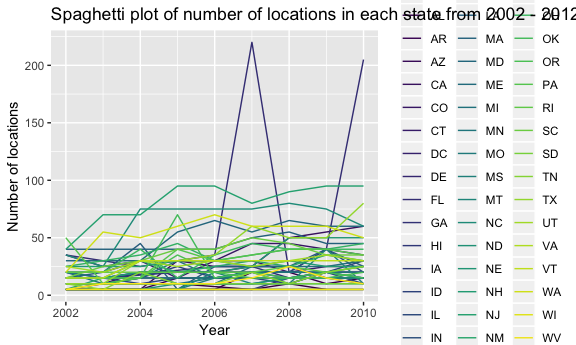 Spaghetti plot of number of locations in each state from 2002 - 2012
Number of locations
200
150
100
50
0
2002
2004
2006
2008
2010
Year
AR
AZ
CA
CO
CT
DC
DE
FL
GA
HI
IA
ID
IL
IN
MA
MD
ME
MI
MN
MO
MS
MT
NC
ND
NE
NH
NJ
NM
OK
OR
PA
RI
SC
SD
TN
TX
UT
VA
VT
WA
WI
WV